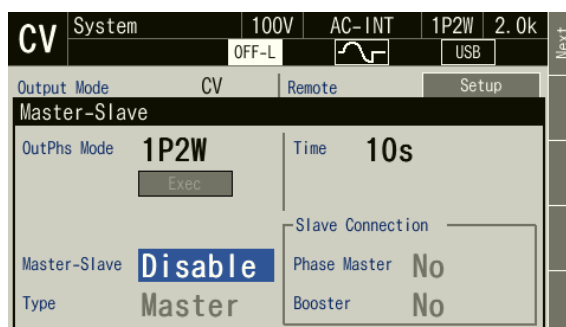 CV System 100V AC-INT 1P2W 2.0k
OFF-L USB
Next
Output Mode CV Remote Setup
Master-Slave
OutPhs Mode 1P2W Time 10s
Exec
Slave Connection
Master-Slave Disable Phase Master No
Type Master Booster No